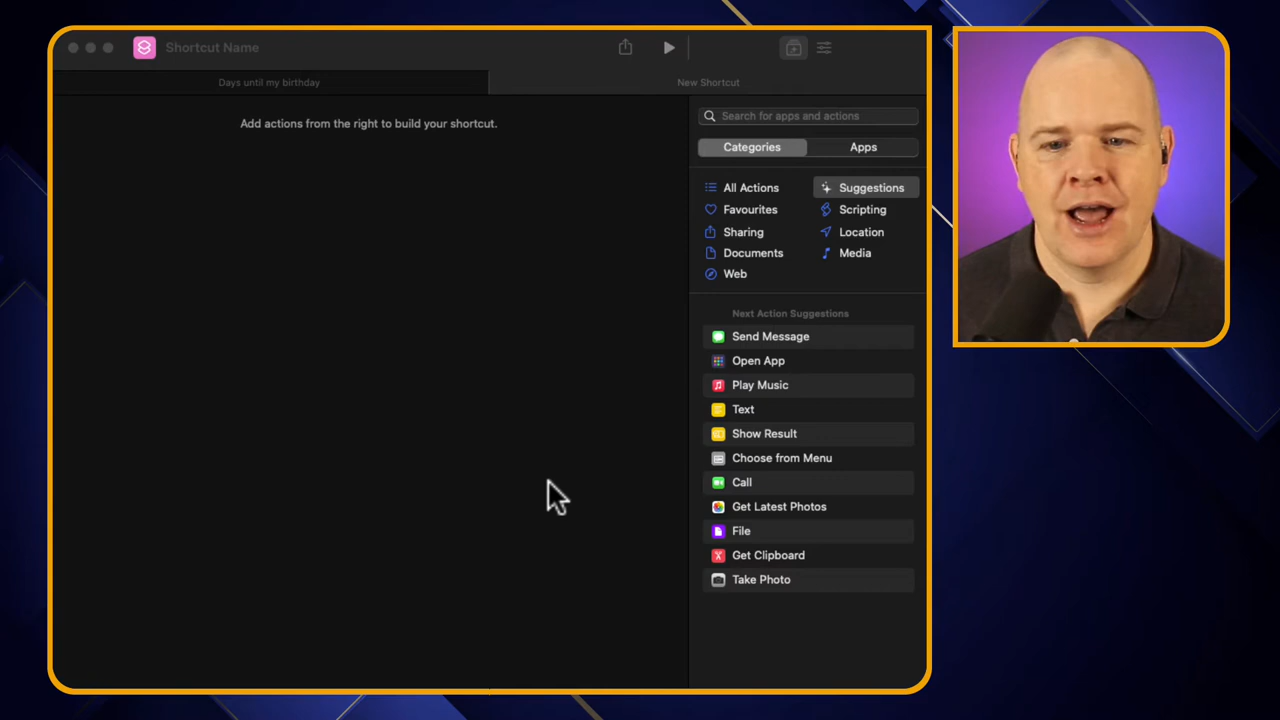 Shortcut Name
Days until my birthday
New Shortcut
Add actions from the right to build your shortcut.
Search for apps and actions
Categories
Apps
All Actions
Suggestions
Favourites
Scripting
Sharing
Location
Documents
Media
Web
Next Action Suggestions
Send Message
Open App
Play Music
Text
Show Result
Choose from Menu
Call
Get Latest Photos
File
Get Clipboard
Take Photo